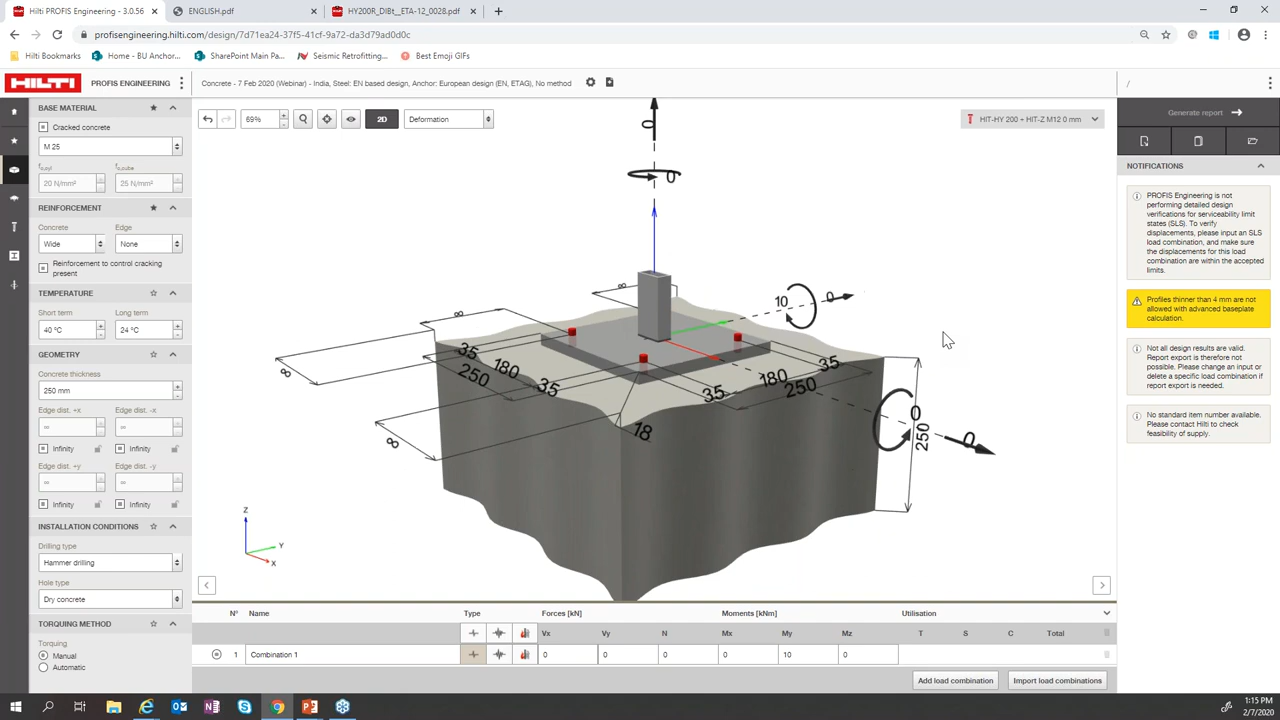 Hilti PROFIS Engineering - 3.0.56
ENGLISH.pdf
HY200R_DIBt_ETA-12_0028.pdf
profisengineering.hilti.com/design/7d71ea24-37f5-41cf-9a72-da3d79ad0d0c
Hilti Bookmarks
Home - BU Anchor...
SharePoint Main Pa...
Seismic Retrofitting...
Best Emoji GIFs
HILTI
PROFIS ENGINEERING
Concrete - 7 Feb 2020 (Webinar) - India, Steel: EN based design, Anchor: European design (EN, ETAG), No method
/
BASE MATERIAL
Cracked concrete
M 25
fc,cyl
fc,cube
20 N/mm²
25 N/mm²
REINFORCEMENT
Concrete
Edge
Wide
None
Reinforcement to control cracking
present
TEMPERATURE
Short term
Long term
40 °C
24 °C
GEOMETRY
Concrete thickness
250 mm
Edge dist. +x
Edge dist. -x
∞
∞
Infinity
Infinity
Edge dist. +y
Edge dist. -y
∞
∞
Infinity
Infinity
INSTALLATION CONDITIONS
Drilling type
Hammer drilling
Hole type
Dry concrete
TORQUING METHOD
Torquing
Manual
Automatic
69%
2D
Deformation
HIT-HY 200 + HIT-Z M12 0 mm
0
0
∞
10
0
∞
∞
35
180
35
250
35
180
35
250
18
∞
0
250
0
Z
Y
X
Generate report
NOTIFICATIONS
PROFIS Engineering is not
performing detailed design
verifications for serviceability limit
states (SLS). To verify
displacements, please input an SLS
load combination, and make sure
the displacements for this load
combination are within the accepted
limits.
Profiles thinner than 4 mm are not
allowed with advanced baseplate
calculation.
Not all design results are valid.
Report export is therefore not
possible. Please change an input or
delete a specific load combination if
report export is needed.
No standard item number available.
Please contact Hilti to check
feasibility of supply.
N° Name Type Forces [kN] Moments [kNm] Utilisation
Vx Vy N Mx My Mz T S C Total
1 Combination 1 0 0 0 0 10 0
Add load combination
Import load combinations
1:15 PM
2/7/2020